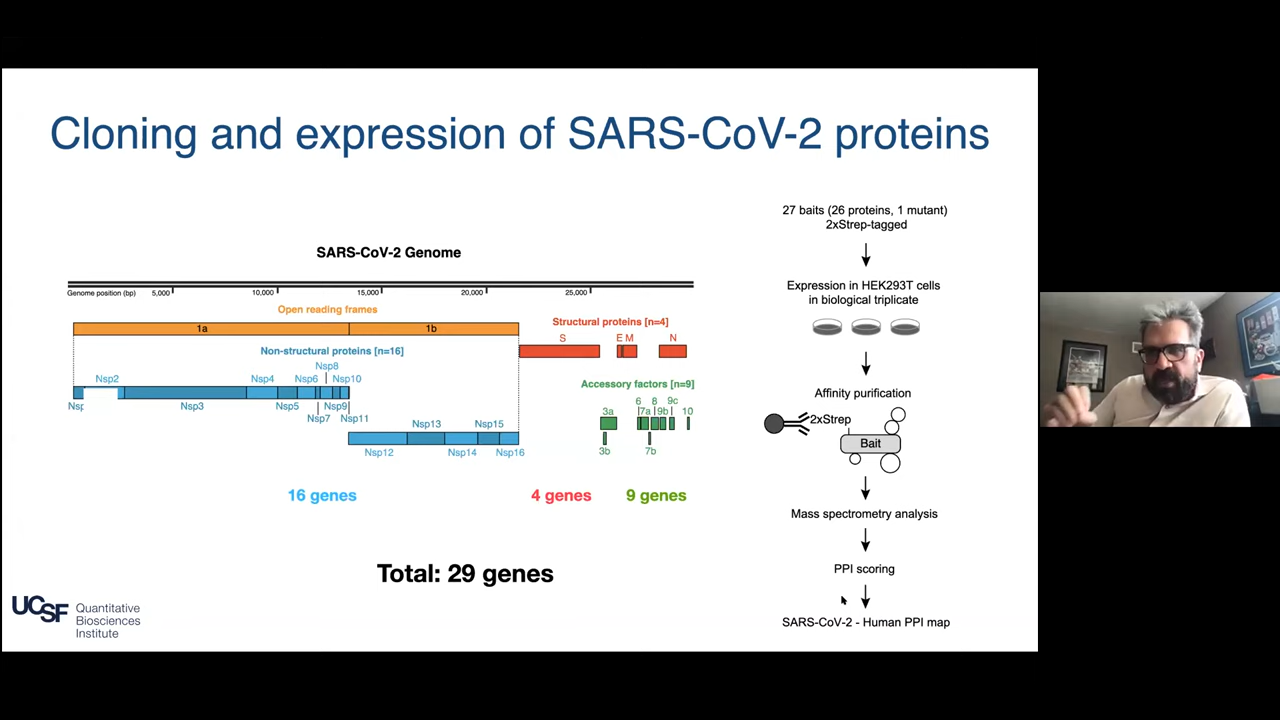 Cloning and expression of SARS-CoV-2 proteins
SARS-CoV-2 Genome
Genome position (bp) 5,000 10,000 15,000 20,000 25,000
Open reading frames
1a 1b
Non-structural proteins [n=16]
Nsp8
Nsp2 Nsp4 Nsp6 Nsp10
Nsp3 Nsp5 Nsp9
Nsp7 Nsp11
Nsp13 Nsp15
Nsp12 Nsp14 Nsp16
Structural proteins [n=4]
S E M N
Accessory factors [n=9]
6 8 9c
3a 7a 9b 10
3b 7b
16 genes 4 genes 9 genes
Total: 29 genes
27 baits (26 proteins, 1 mutant)
2xStrep-tagged
Expression in HEK293T cells
in biological triplicate
Affinity purification
2xStrep
Bait
Mass spectrometry analysis
PPI scoring
SARS-CoV-2 - Human PPI map
UCSF Quantitative
Biosciences
Institute